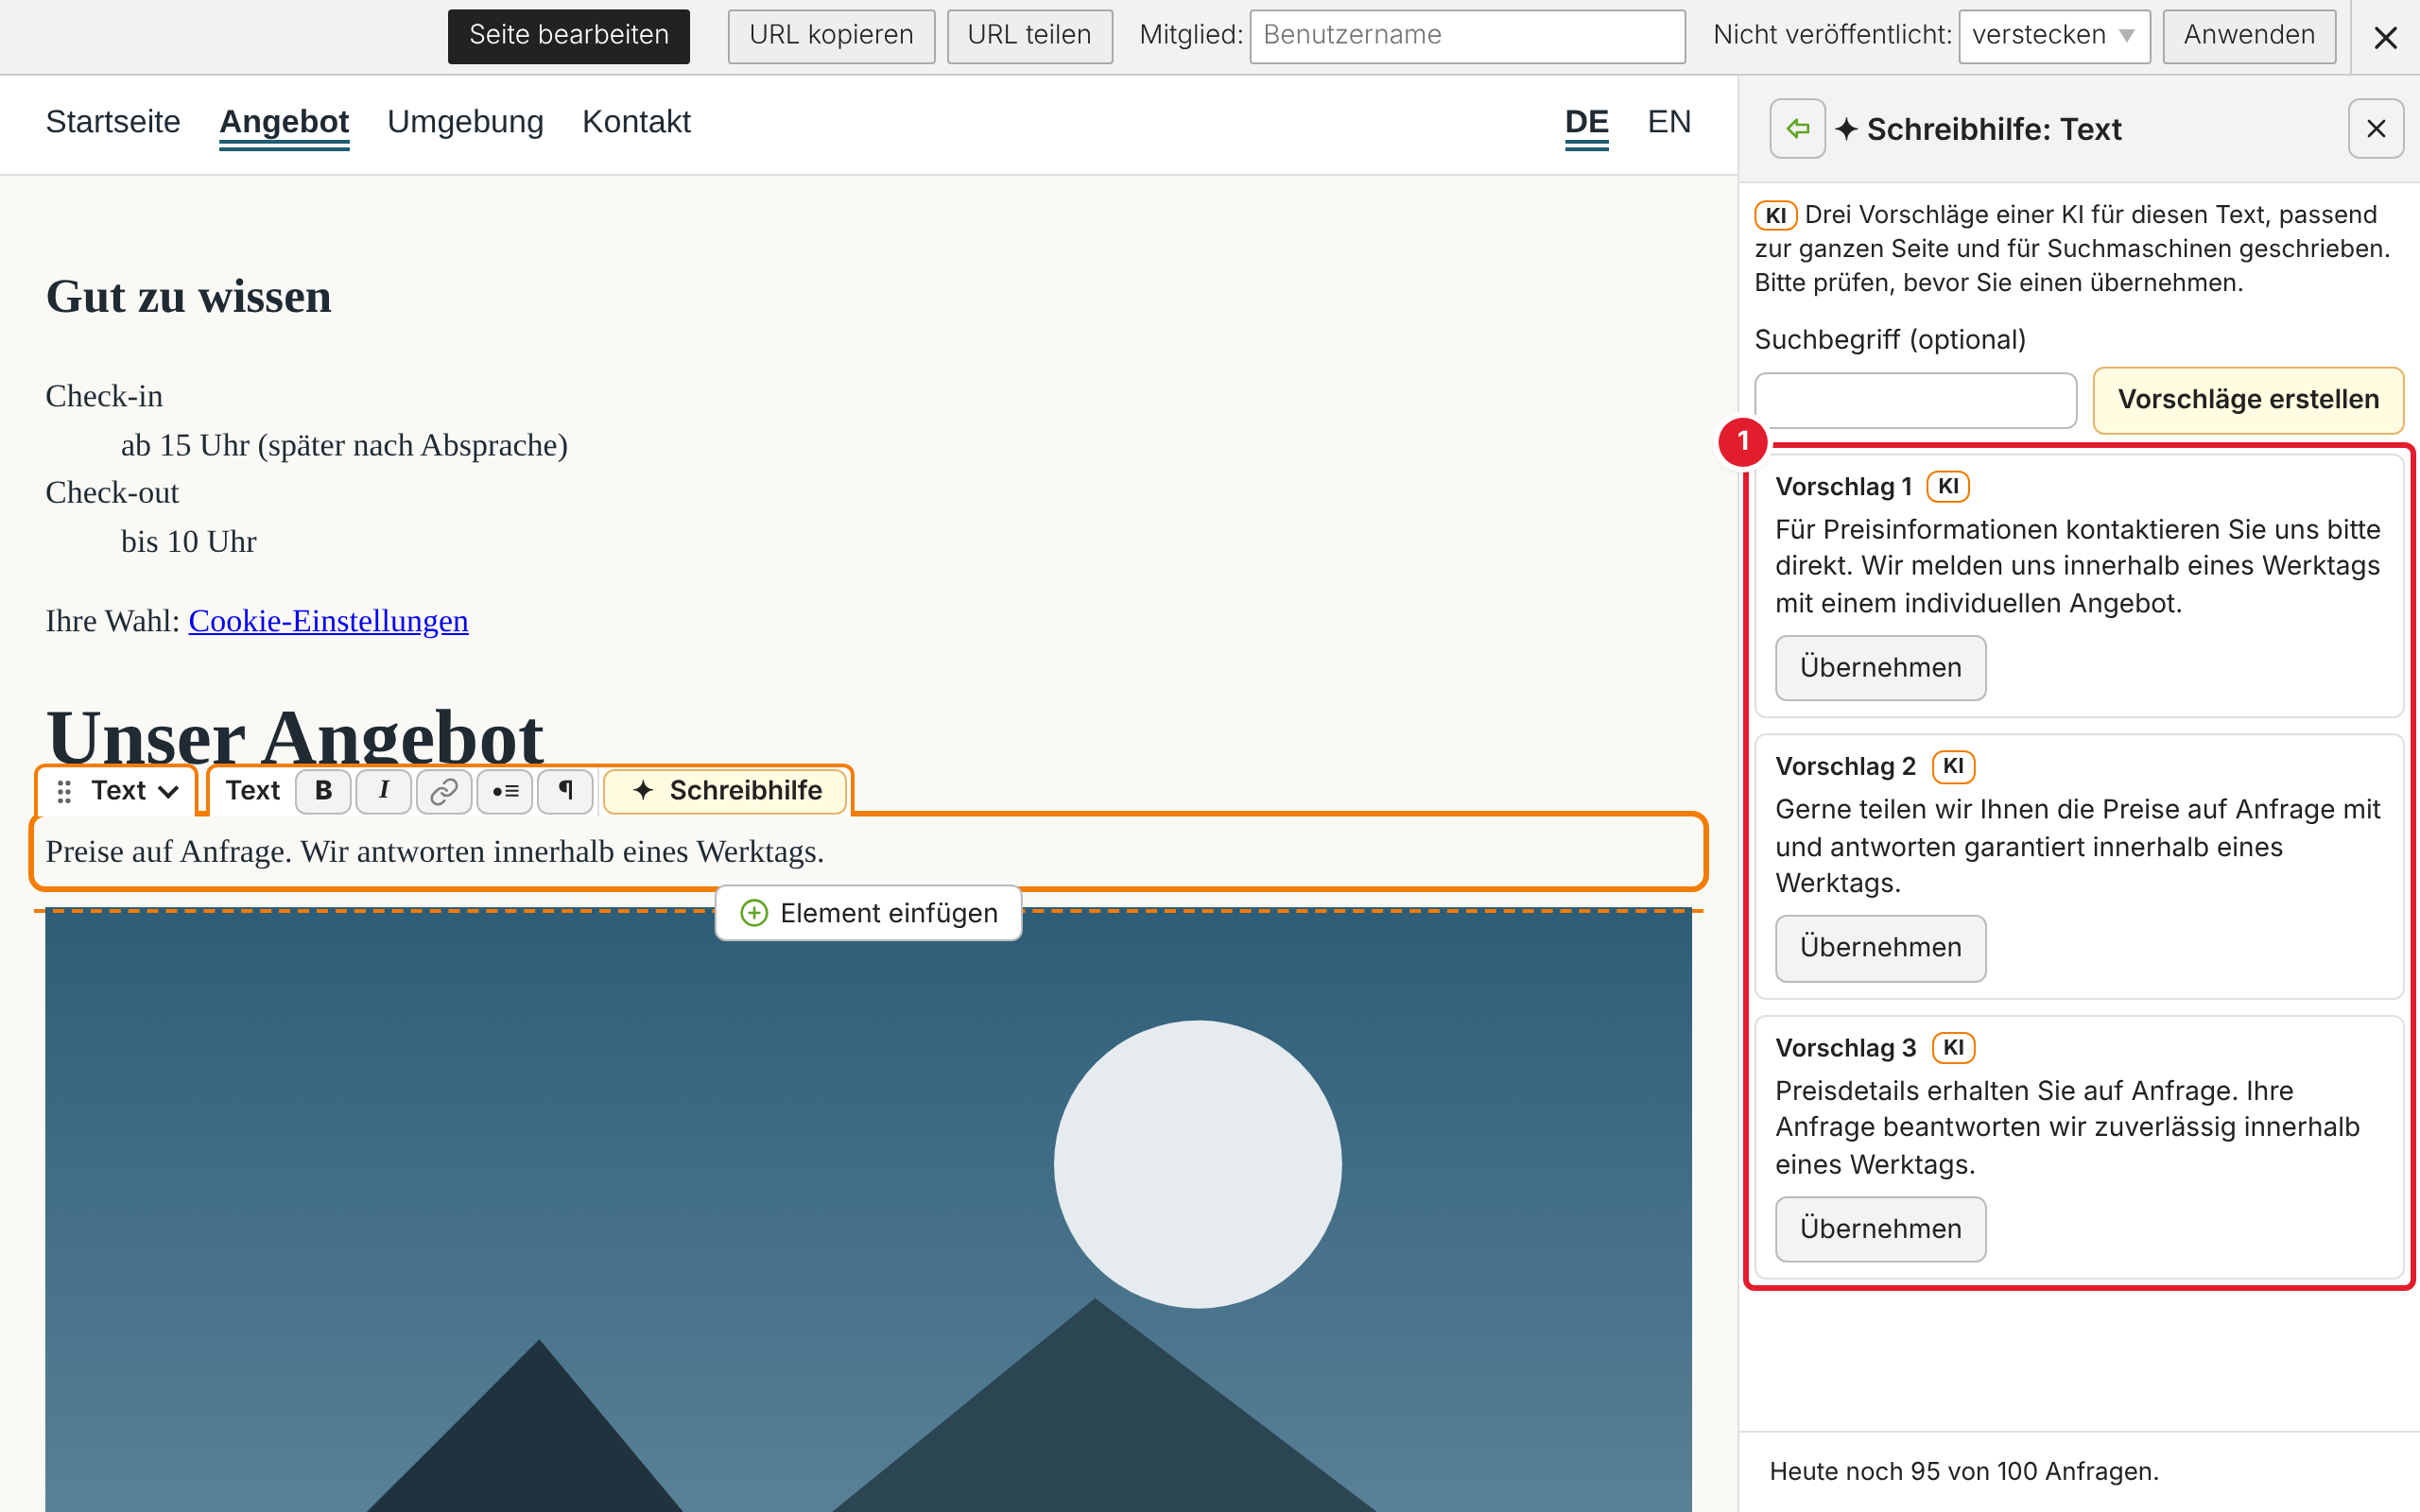 Seite bearbeiten URL kopieren URL teilen Mitglied: Benutzername Nicht veröffentlicht: verstecken Anwenden
Startseite Angebot Umgebung Kontakt DE EN
Gut zu wissen
Check-in
ab 15 Uhr (später nach Absprache)
Check-out
bis 10 Uhr
Ihre Wahl: Cookie-Einstellungen
Unser Angebot
Text Text B I ¶ Schreibhilfe
Preise auf Anfrage. Wir antworten innerhalb eines Werktags.
Element einfügen
Schreibhilfe: Text
KI Drei Vorschläge einer KI für diesen Text, passend
zur ganzen Seite und für Suchmaschinen geschrieben.
Bitte prüfen, bevor Sie einen übernehmen.
Suchbegriff (optional)
Vorschläge erstellen
1
Vorschlag 1 KI
Für Preisinformationen kontaktieren Sie uns bitte
direkt. Wir melden uns innerhalb eines Werktags
mit einem individuellen Angebot.
Übernehmen
Vorschlag 2 KI
Gerne teilen wir Ihnen die Preise auf Anfrage mit
und antworten garantiert innerhalb eines
Werktags.
Übernehmen
Vorschlag 3 KI
Preisdetails erhalten Sie auf Anfrage. Ihre
Anfrage beantworten wir zuverlässig innerhalb
eines Werktags.
Übernehmen
Heute noch 95 von 100 Anfragen.